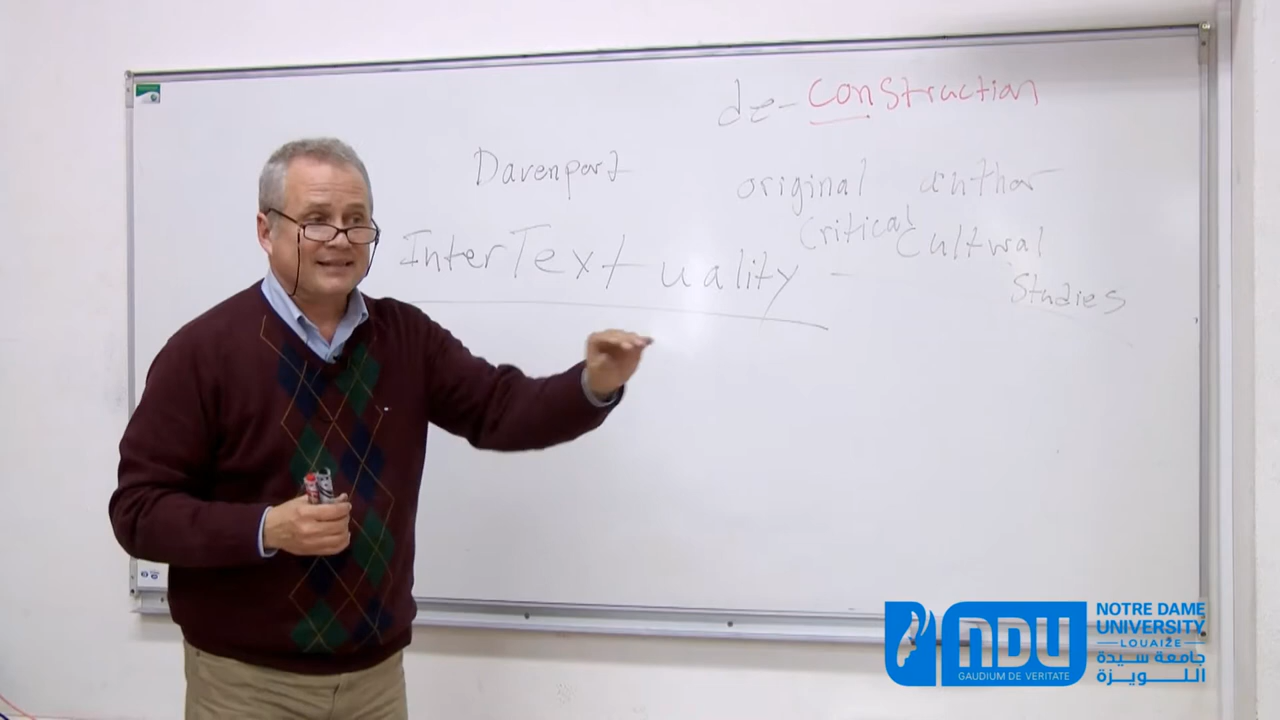 de-construction
Davenport
original author
Critical Cultural
InterTextuality -
Studies
NDU
GAUDIUM DE VERITATE
NOTRE DAME
UNIVERSITY
LOUAIZE
جامعة سيدة
اللويزة